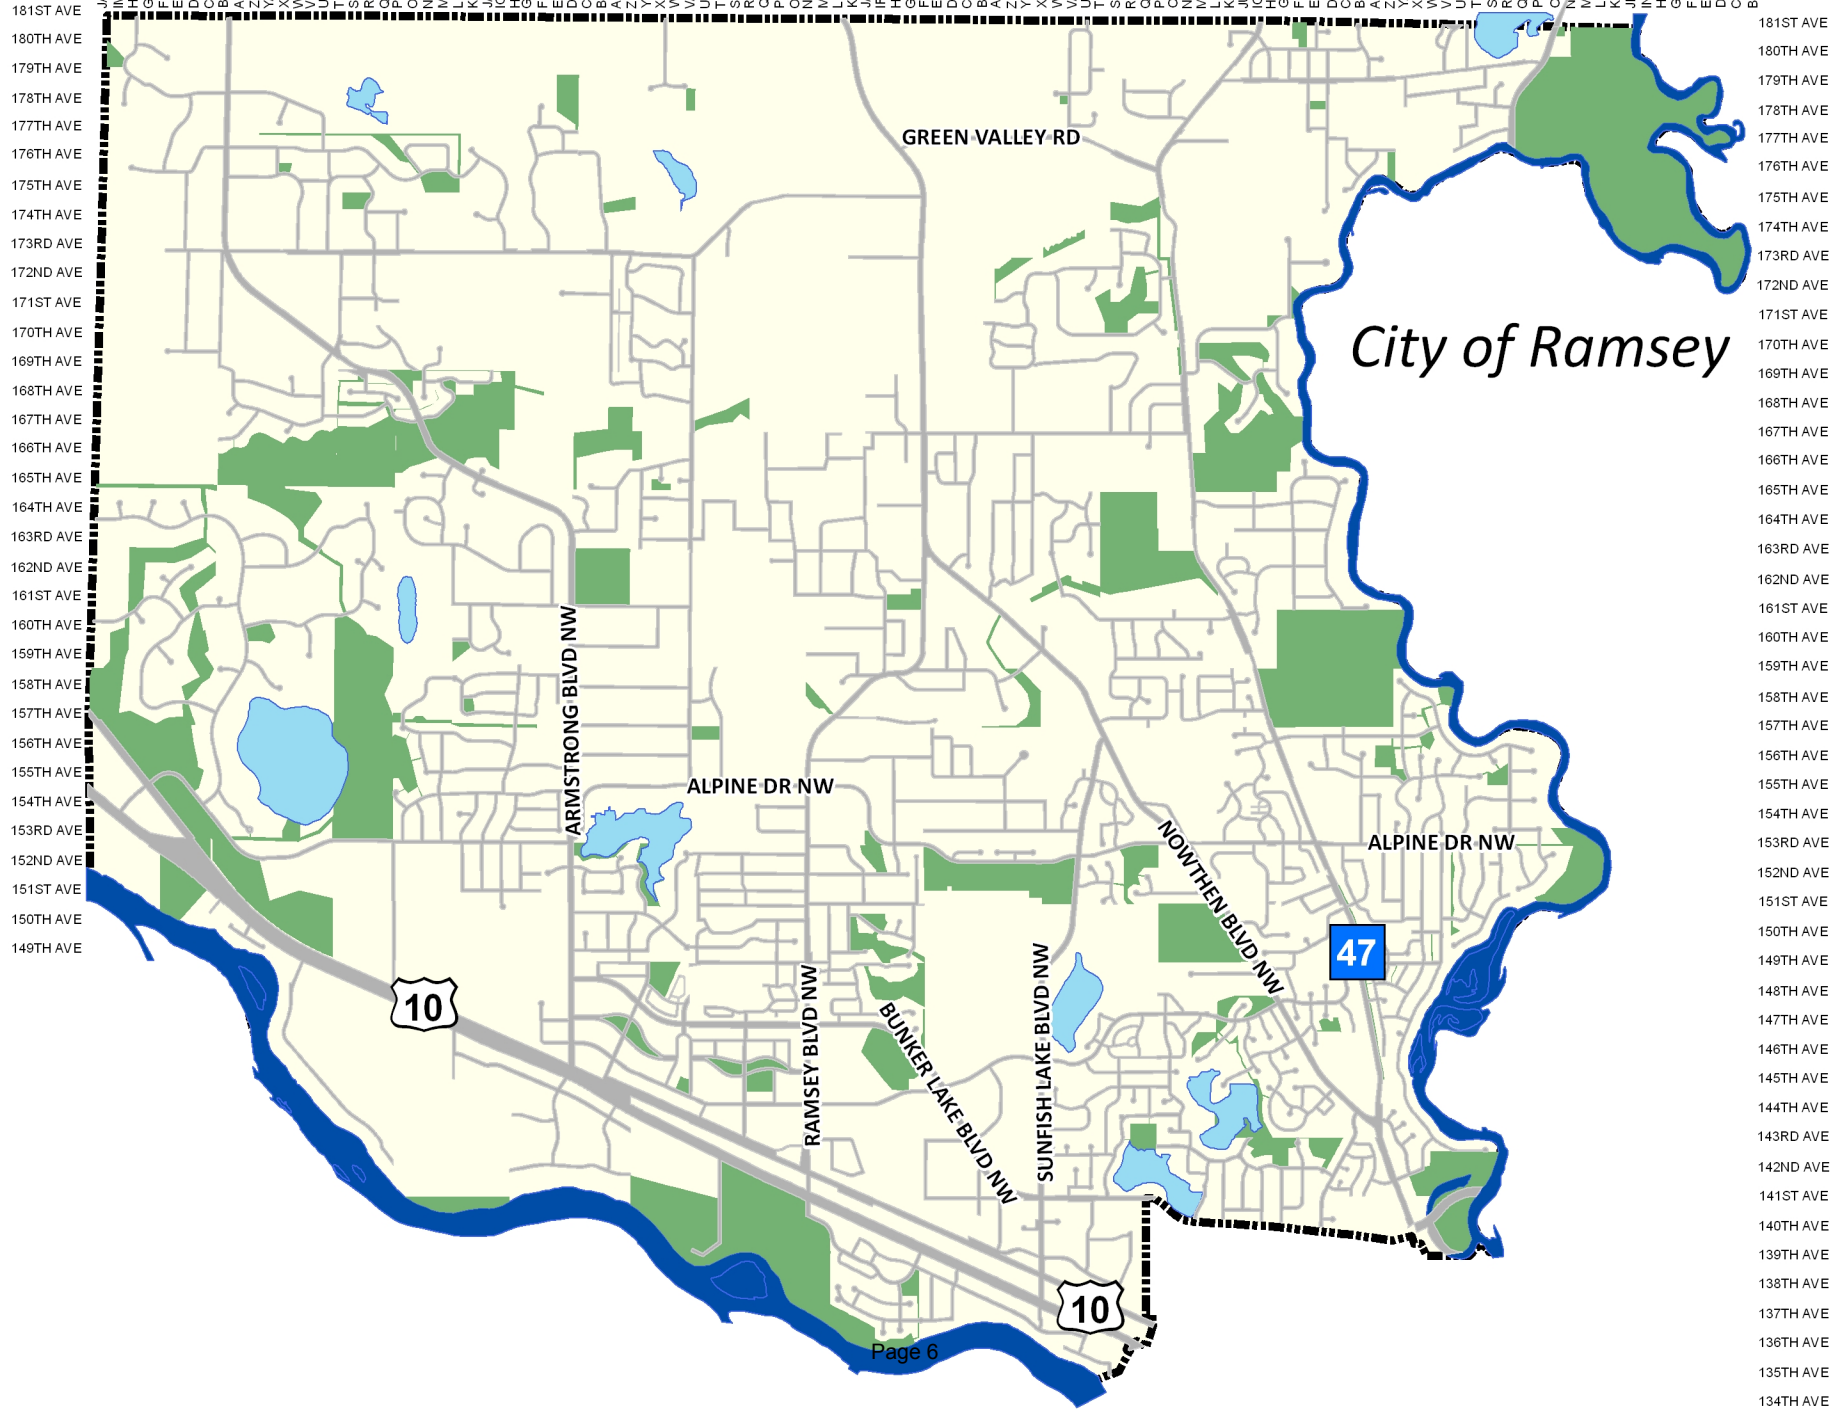 181ST AVE
180TH AVE
179TH AVE
178TH AVE
177TH AVE
176TH AVE
175TH AVE
174TH AVE
173RD AVE
172ND AVE
171ST AVE
170TH AVE
169TH AVE
168TH AVE
167TH AVE
166TH AVE
165TH AVE
164TH AVE
163RD AVE
162ND AVE
161ST AVE
160TH AVE
159TH AVE
158TH AVE
157TH AVE
156TH AVE
155TH AVE
154TH AVE
153RD AVE
152ND AVE
151ST AVE
150TH AVE
149TH AVE
GREEN VALLEY RD
City of Ramsey
ARMSTRONG BLVD NW
ALPINE DR NW
NOWTHEN BLVD NW
ALPINE DR NW
47
10
RAMSEY BLVD NW
BUNKER LAKE BLVD NW
SUNFISH LAKE BLVD NW
10
Page 6
181ST AVE
180TH AVE
179TH AVE
178TH AVE
177TH AVE
176TH AVE
175TH AVE
174TH AVE
173RD AVE
172ND AVE
171ST AVE
170TH AVE
169TH AVE
168TH AVE
167TH AVE
166TH AVE
165TH AVE
164TH AVE
163RD AVE
162ND AVE
161ST AVE
160TH AVE
159TH AVE
158TH AVE
157TH AVE
156TH AVE
155TH AVE
154TH AVE
153RD AVE
152ND AVE
151ST AVE
150TH AVE
149TH AVE
148TH AVE
147TH AVE
146TH AVE
145TH AVE
144TH AVE
143RD AVE
142ND AVE
141ST AVE
140TH AVE
139TH AVE
138TH AVE
137TH AVE
136TH AVE
135TH AVE
134TH AVE